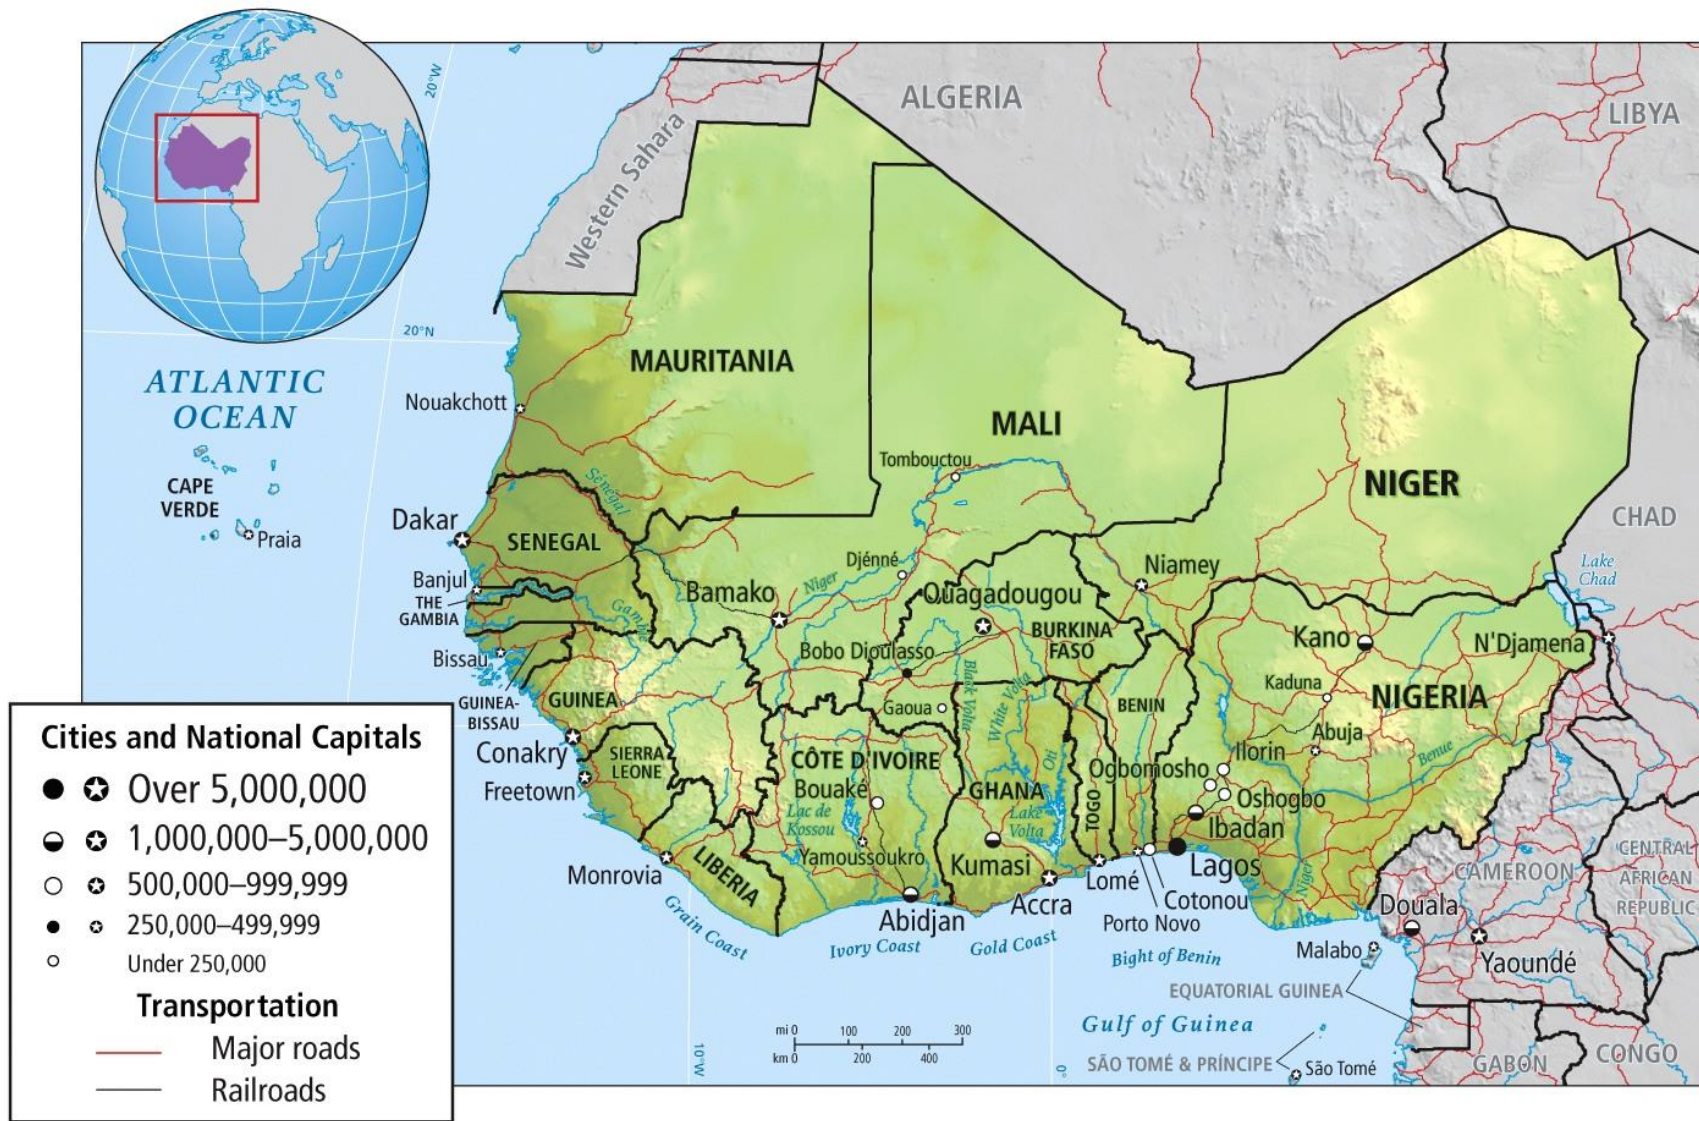 20°W
ALGERIA
LIBYA
Western Sahara
20°N
ATLANTIC
OCEAN
MAURITANIA
Nouakchott
MALI
Tombouctou
CAPE
VERDE
Praia
NIGER
CHAD
Sénégal
Dakar
SENEGAL
Djénné
Niger
Niamey
Lake
Chad
Banjul
THE
GAMBIA
Gambie
Bamako
Ouagadougou
BURKINA
FASO
Kano
N'Djamena
Bissau
Bobo Dioulasso
Kaduna
NIGERIA
GUINEA-
BISSAU
GUINEA
Gaoua
Black Volta
White Volta
BENIN
Abuja
Conakry
SIERRA
LEONE
CÔTE D'IVOIRE
Oti
Ilorin
Benue
Freetown
Bouaké
Ogbomosho
GHANA
TOGO
Oshogbo
Lac de
Kossou
Lake
Volta
Ibadan
Yamoussoukro
Monrovia
LIBERIA
Kumasi
Lagos
CAMEROON
CENTRAL
AFRICAN
REPUBLIC
Abidjan
Accra
Lomé
Cotonou
Porto Novo
Niger
Douala
Grain Coast
Ivory Coast
Gold Coast
Bight of Benin
Malabo
Yaoundé
EQUATORIAL GUINEA
Gulf of Guinea
SÃO TOMÉ & PRÍNCIPE
São Tomé
GABON
CONGO
mi 0 100 200 300
km 0 200 400
10°W
0°
Cities and National Capitals
Over 5,000,000
1,000,000–5,000,000
500,000–999,999
250,000–499,999
Under 250,000
Transportation
Major roads
Railroads